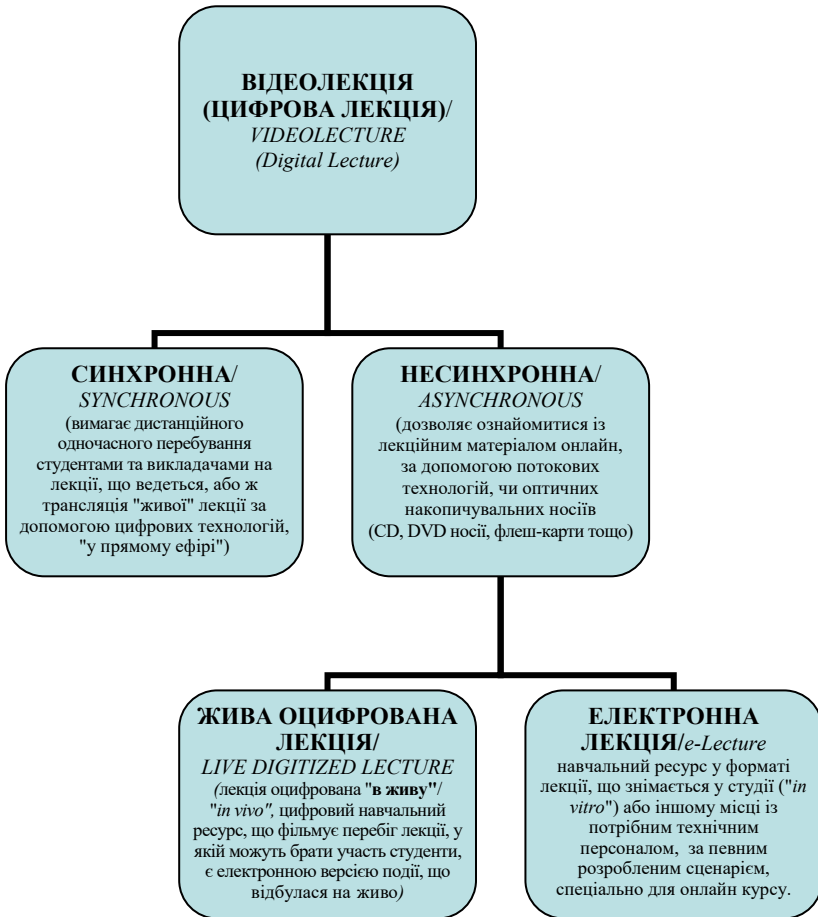 ВІДЕОЛЕКЦІЯ
(ЦИФРОВА ЛЕКЦІЯ)/
VIDEOLECTURE
(Digital Lecture)
СИНХРОННА/
SYNCHRONOUS
(вимагає дистанційного
одночасного перебування
студентами та викладачами на
лекції, що ведеться, або ж
трансляція "живої" лекції за
допомогою цифрових технологій,
"у прямому ефірі")
НЕСИНХРОННА/
ASYNCHRONOUS
(дозволяє ознайомитися із
лекційним матеріалом онлайн,
за допомогою потокових
технологій, чи оптичних
накопичувальних носіїв
(CD, DVD носії, флеш-карти тощо)
ЖИВА ОЦИФРОВАНА
ЛЕКЦІЯ/
LIVE DIGITIZED LECTURE
(лекція оцифрована "в живу"/
"in vivo", цифровий навчальний
ресурс, що фільмує перебіг лекції, у
якій можуть брати участь студенти,
є електронною версією події, що
відбулася на живо)
ЕЛЕКТРОННА
ЛЕКЦІЯ/e-Lecture
навчальний ресурс у форматі
лекції, що знімається у студії ("in
vitro") або іншому місці із
потрібним технічним
персоналом, за певним
розробленим сценарієм,
спеціально для онлайн курсу.